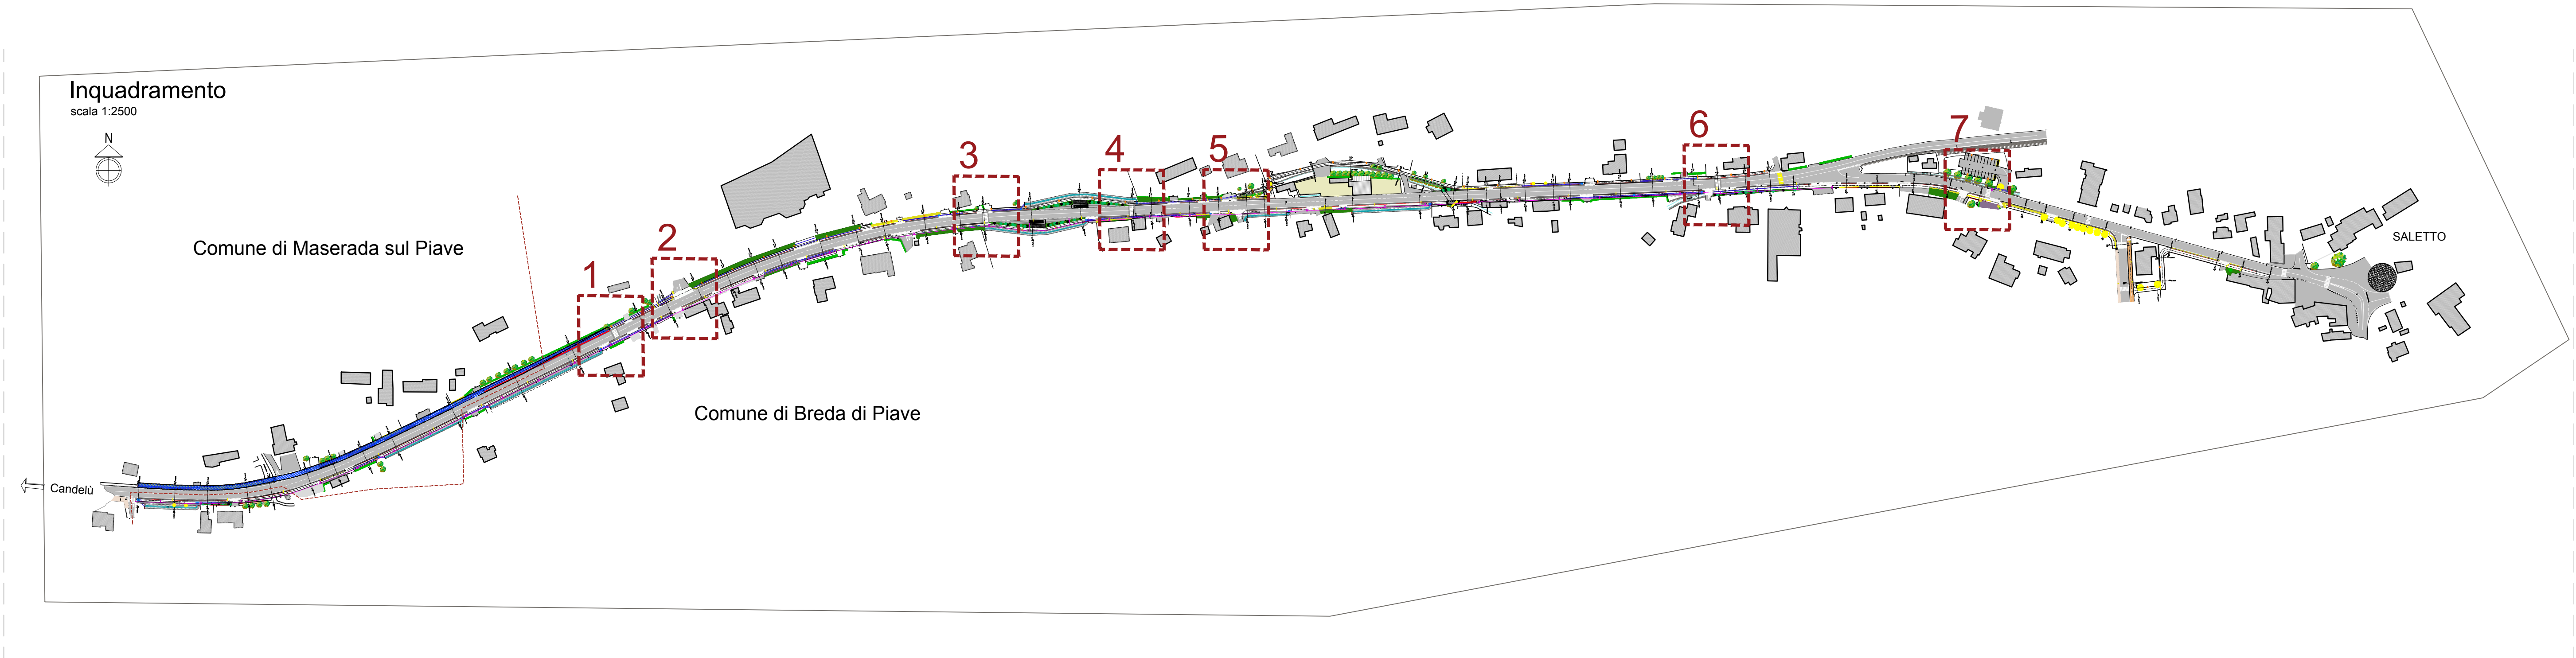 Inquadramento
scala 1:2500
N
Comune di Maserada sul Piave
1
2
3
4
5
6
7
SALETTO
Comune di Breda di Piave
Candelù